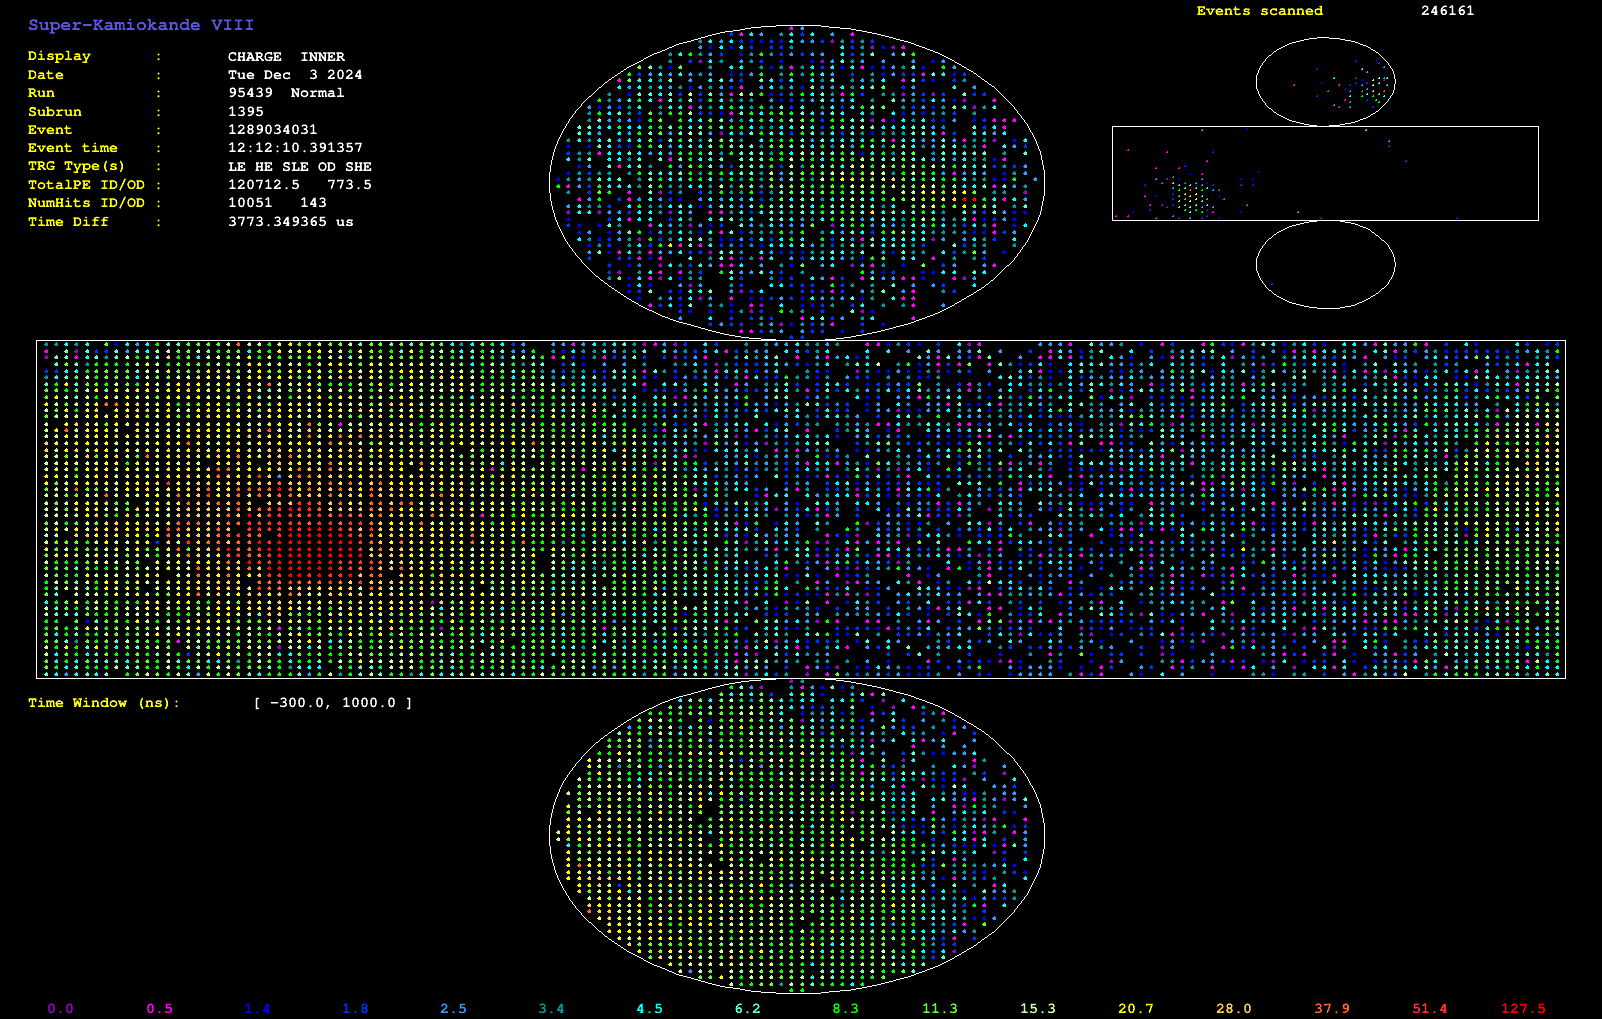 Super-Kamiokande VIII
Events scanned 246161
Display : CHARGE INNER
Date : Tue Dec 3 2024
Run : 95439 Normal
Subrun : 1395
Event : 1289034031
Event time : 12:12:10.391357
TRG Type(s) : LE HE SLE OD SHE
TotalPE ID/OD : 120712.5 773.5
NumHits ID/OD : 10051 143
Time Diff : 3773.349365 us
Time Window (ns): [ -300.0, 1000.0 ]
0.0 0.5 1.4 1.8 2.5 3.4 4.5 6.2 8.3 11.3 15.3 20.7 28.0 37.9 51.4 127.5